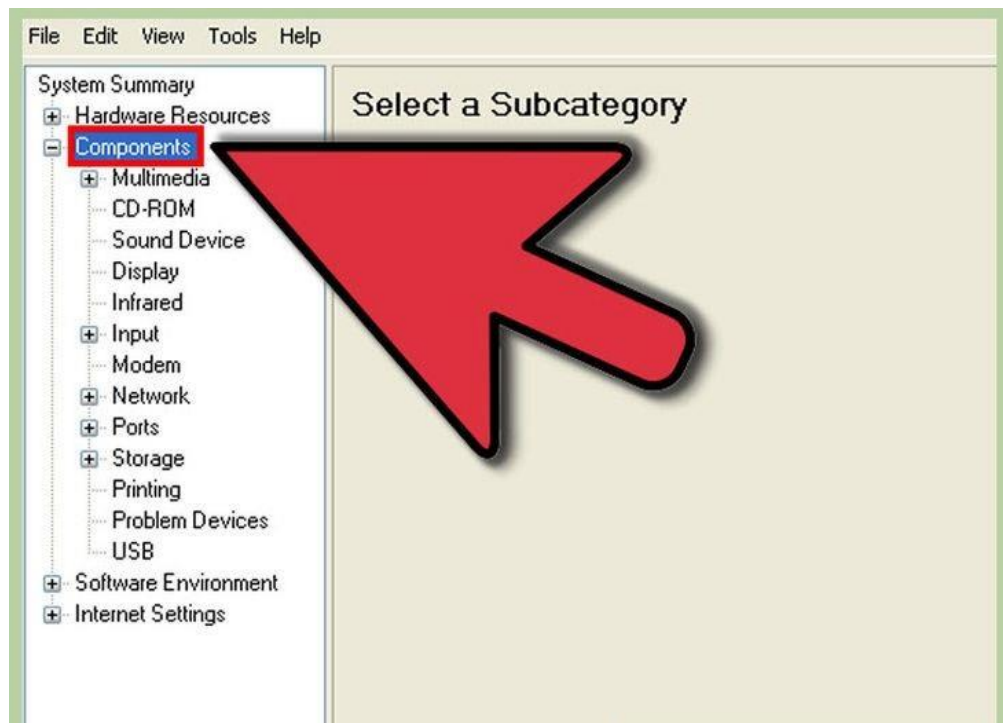 File Edit View Tools Help
System Summary
Hardware Resources
Components
Multimedia
CD-ROM
Sound Device
Display
Infrared
Input
Modem
Network
Ports
Storage
Printing
Problem Devices
USB
Software Environment
Internet Settings
Select a Subcategory